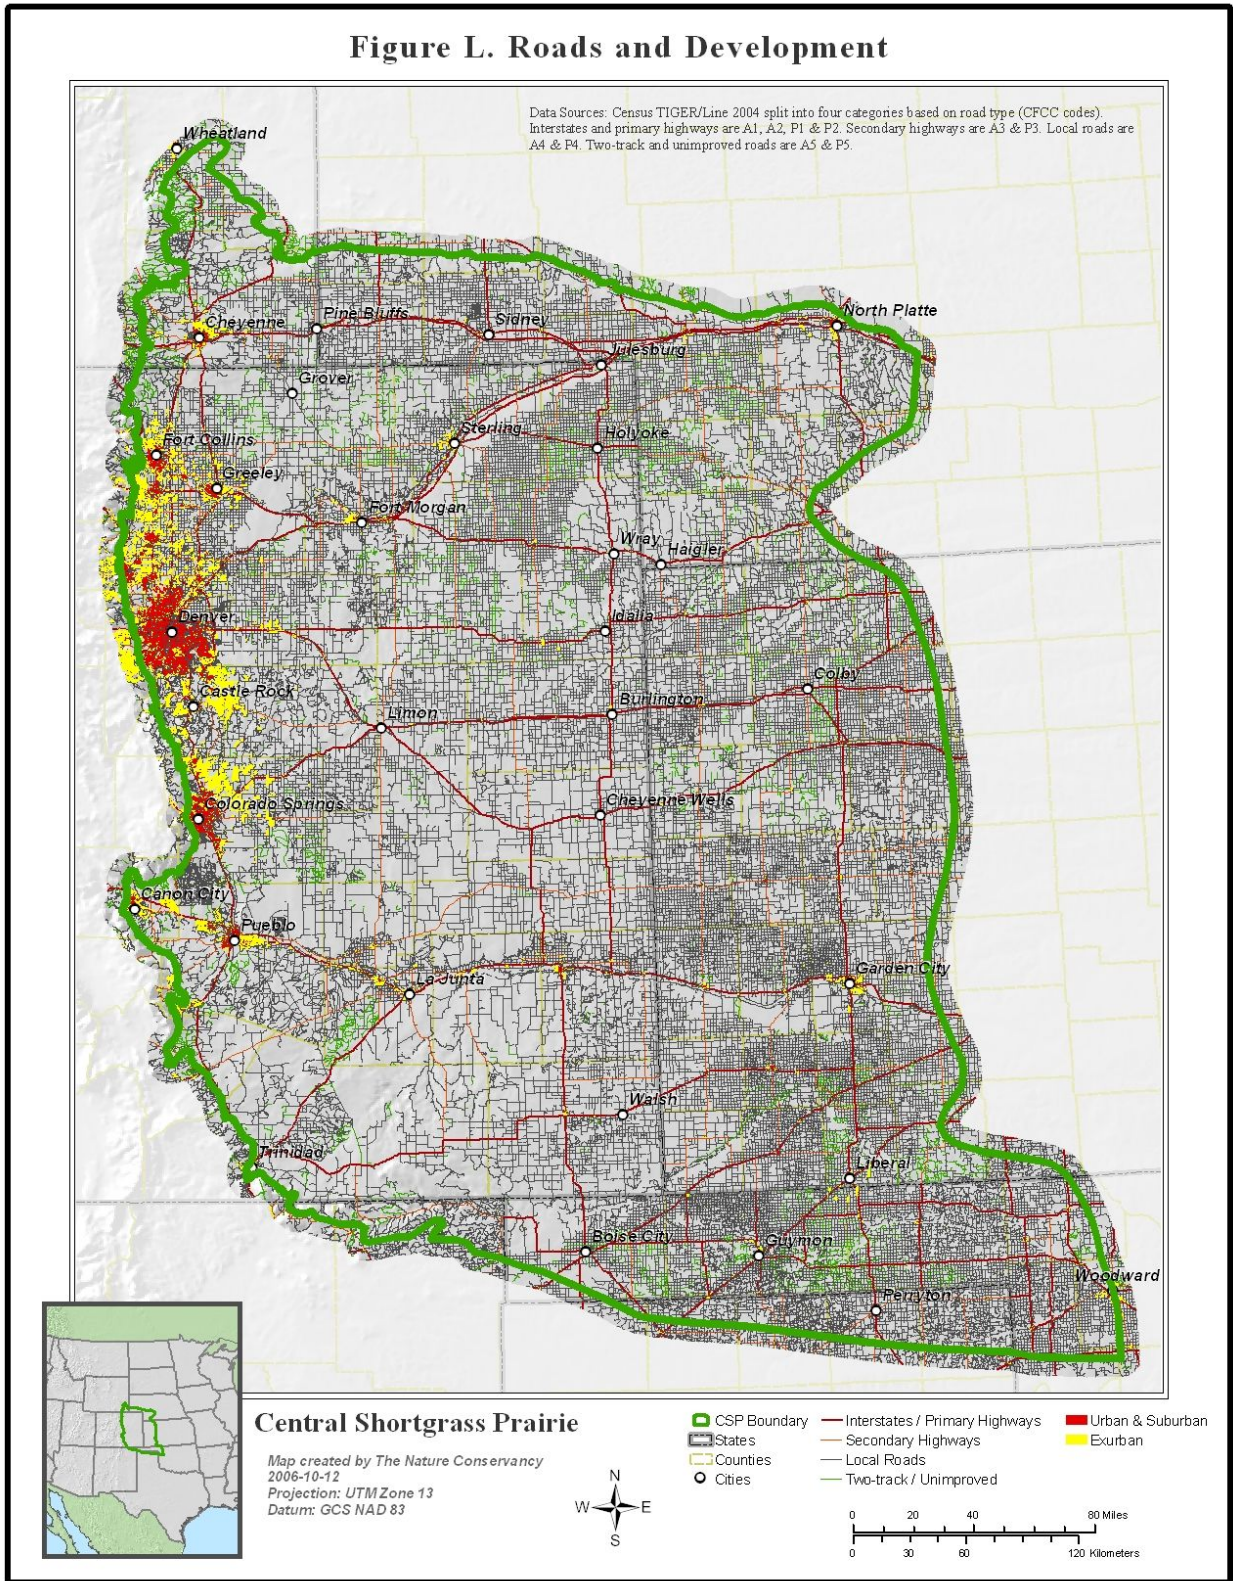 Figure L. Roads and Development
Data Sources: Census TIGER/Line 2004 split into four categories based on road type (CFCC codies).
Interstates and primary highways are A1, A2, P1 & P2. Secondary highways are A3 & P3. Local roads are
A4 & P4. Two-track and unimproved roads are A5 & P5.
Wheatland
North Platte
Cheyenne
Pine Bluffs
Sidney
Julesburg
Grover
Sterling
Holyoke
Fort Collins
Greeley
Fort Morgan
Wray
Haigler
Denver
Idalia
Castle Rock
Colby
Limon
Burlington
Colorado Springs
Cheyenne Wells
Canon City
Pueblo
La Junta
Garden City
Walsh
Trinidad
Liberal
Boise City
Guymon
Woodward
Perryton
Central Shortgrass Prairie
Map created by The Nature Conservancy
2006-10-12
Projection: UTM Zone 13
Datum: GCS NAD 83
N
W E
S
CSP Boundary
States
Counties
Cities
Interstates / Primary Highways
Secondary Highways
Local Roads
Two-track / Unimproved
Urban & Suburban
Exurban
0 20 40 80 Miles
0 30 60 120 Kilometers